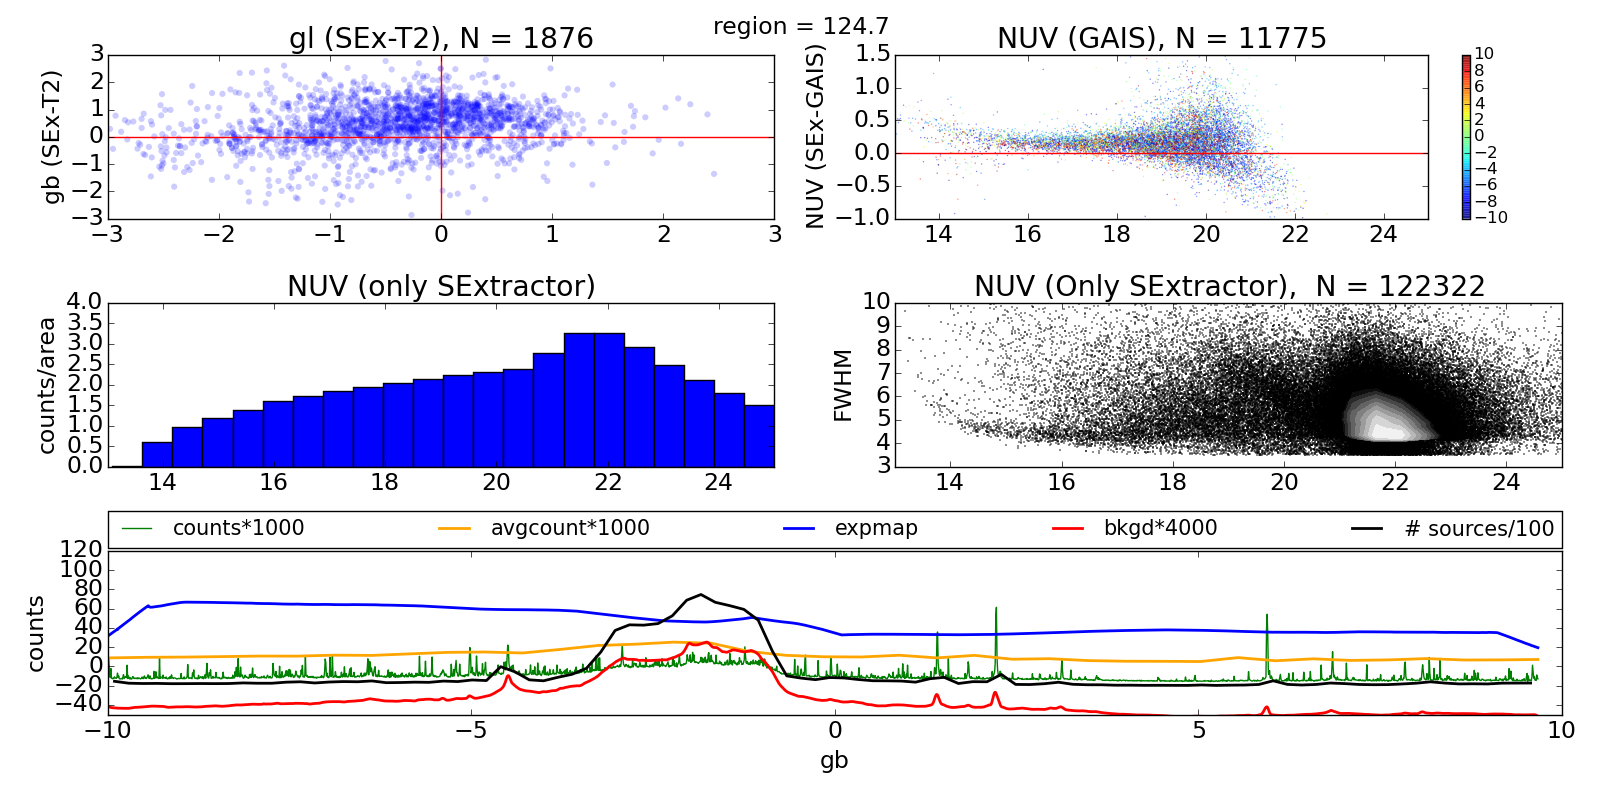 region = 124.7
gl (SEx-T2), N = 1876
gb (SEx-T2)
3
2
1
0
−1
−2
−3
−3 −2 −1 0 1 2 3
NUV (GAIS), N = 11775
NUV (SEx-GAIS)
1.5
1.0
0.5
0.0
−0.5
−1.0
14 16 18 20 22 24
10
8
6
4
2
0
−2
−4
−6
−8
−10
NUV (only SExtractor)
counts/area
4.0
3.5
3.0
2.5
2.0
1.5
1.0
0.5
0.0
14 16 18 20 22 24
NUV (Only SExtractor), N = 122322
FWHM
10
9
8
7
6
5
4
3
14 16 18 20 22 24
counts*1000 avgcount*1000 expmap bkgd*4000 # sources/100
counts
120
100
80
60
40
20
0
−20
−40
−10 −5 0 5 10
gb